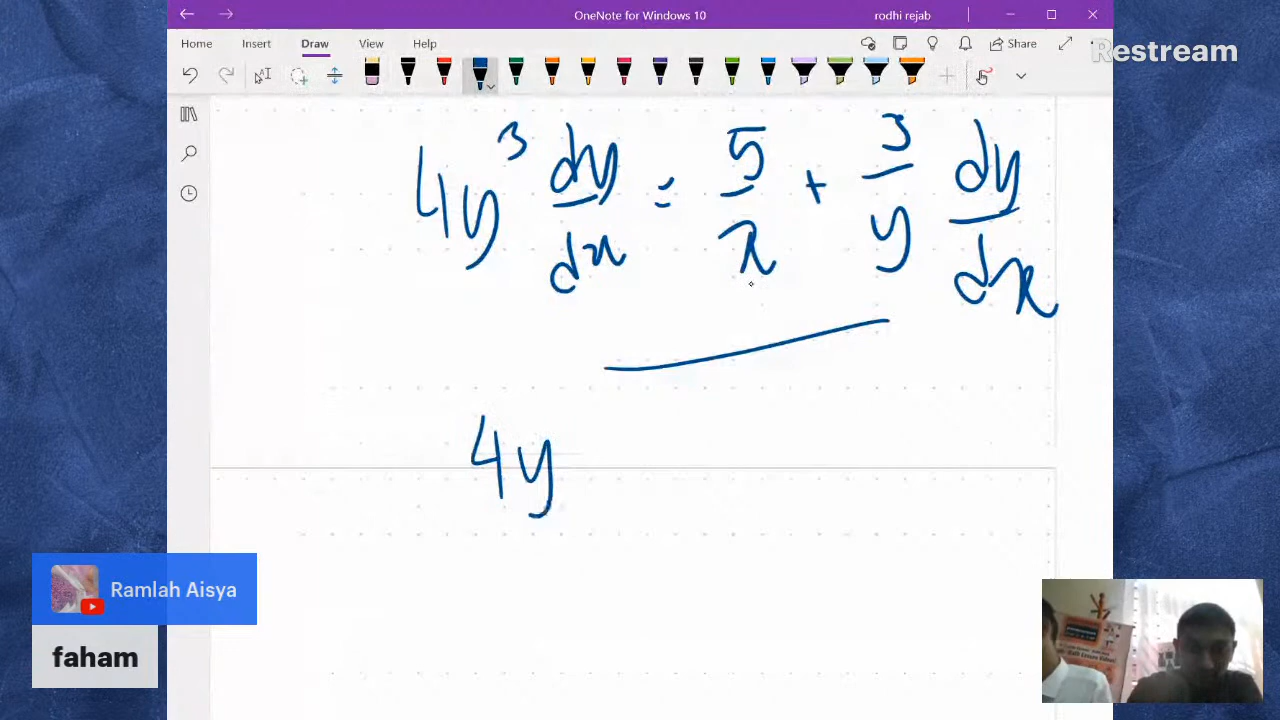 OneNote for Windows 10
rodhi rejab
Home Insert Draw View Help
Share
Restream
4y³ dy/dx = 5/x + 3/y dy/dx
4y
Ramlah Aisya
faham